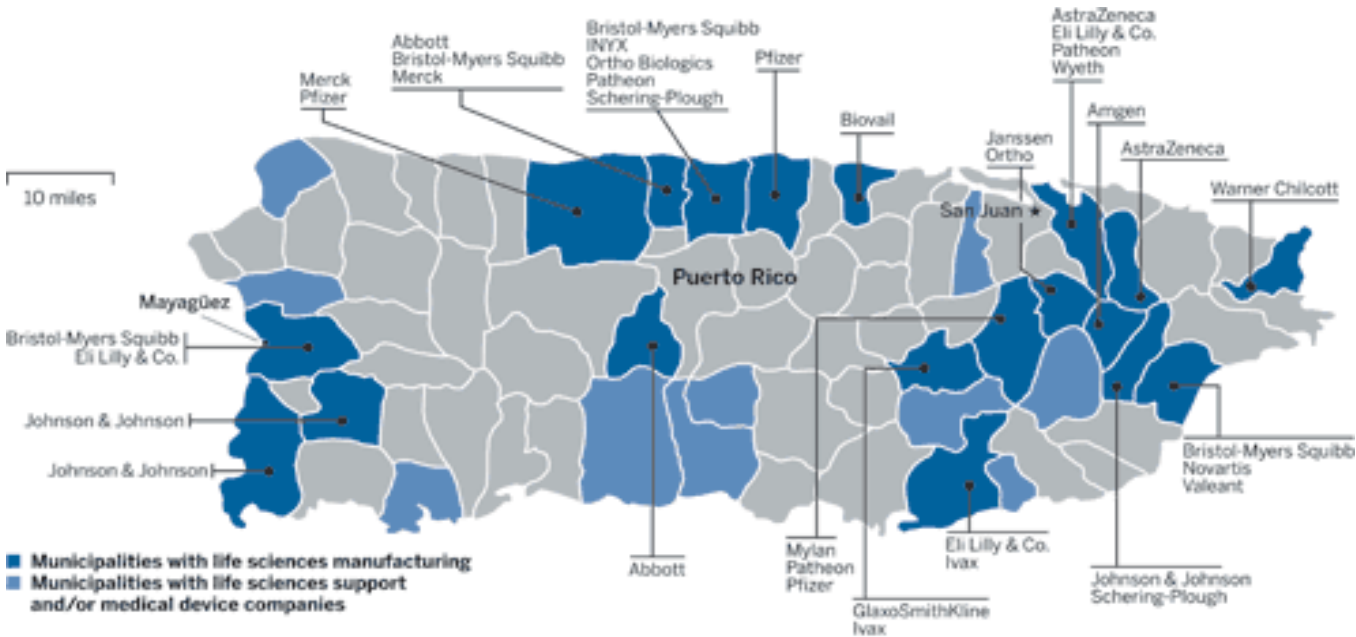 AstraZeneca
Eli Lilly & Co.
Patheon
Wyeth
Bristol-Myers Squibb
INYX
Ortho Biologics
Patheon
Schering-Plough
Abbott
Bristol-Myers Squibb
Merck
Pfizer
Merck
Pfizer
Amgen
Biovail
Janssen
Ortho
AstraZeneca
Warner Chilcott
10 miles
San Juan
Puerto Rico
Mayagüez
Bristol-Myers Squibb
Eli Lilly & Co.
Johnson & Johnson
Johnson & Johnson
Bristol-Myers Squibb
Novartis
Valeant
Municipalities with life sciences manufacturing
Municipalities with life sciences support
and/or medical device companies
Abbott
Mylan
Patheon
Pfizer
Eli Lilly & Co.
Ivax
Johnson & Johnson
Schering-Plough
GlaxoSmithKline
Ivax